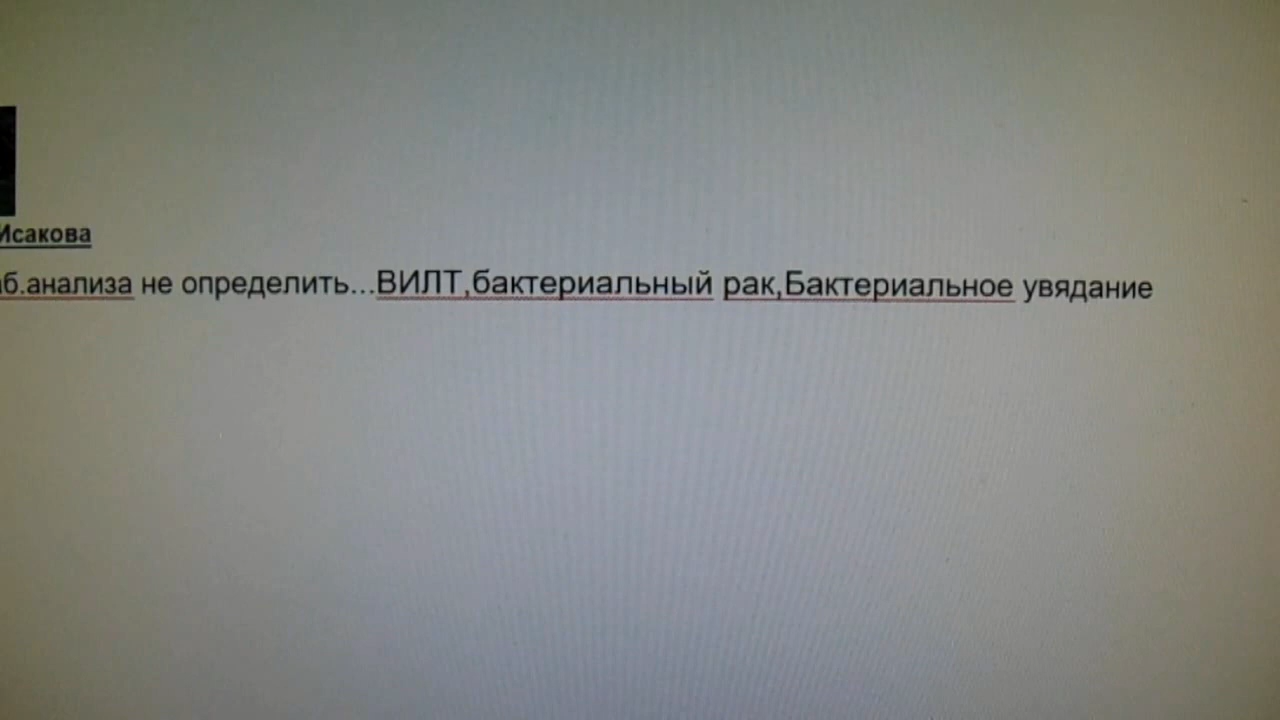 Исакова
б.анализа не определить...ВИЛТ,бактериальный рак,Бактериальное увядание